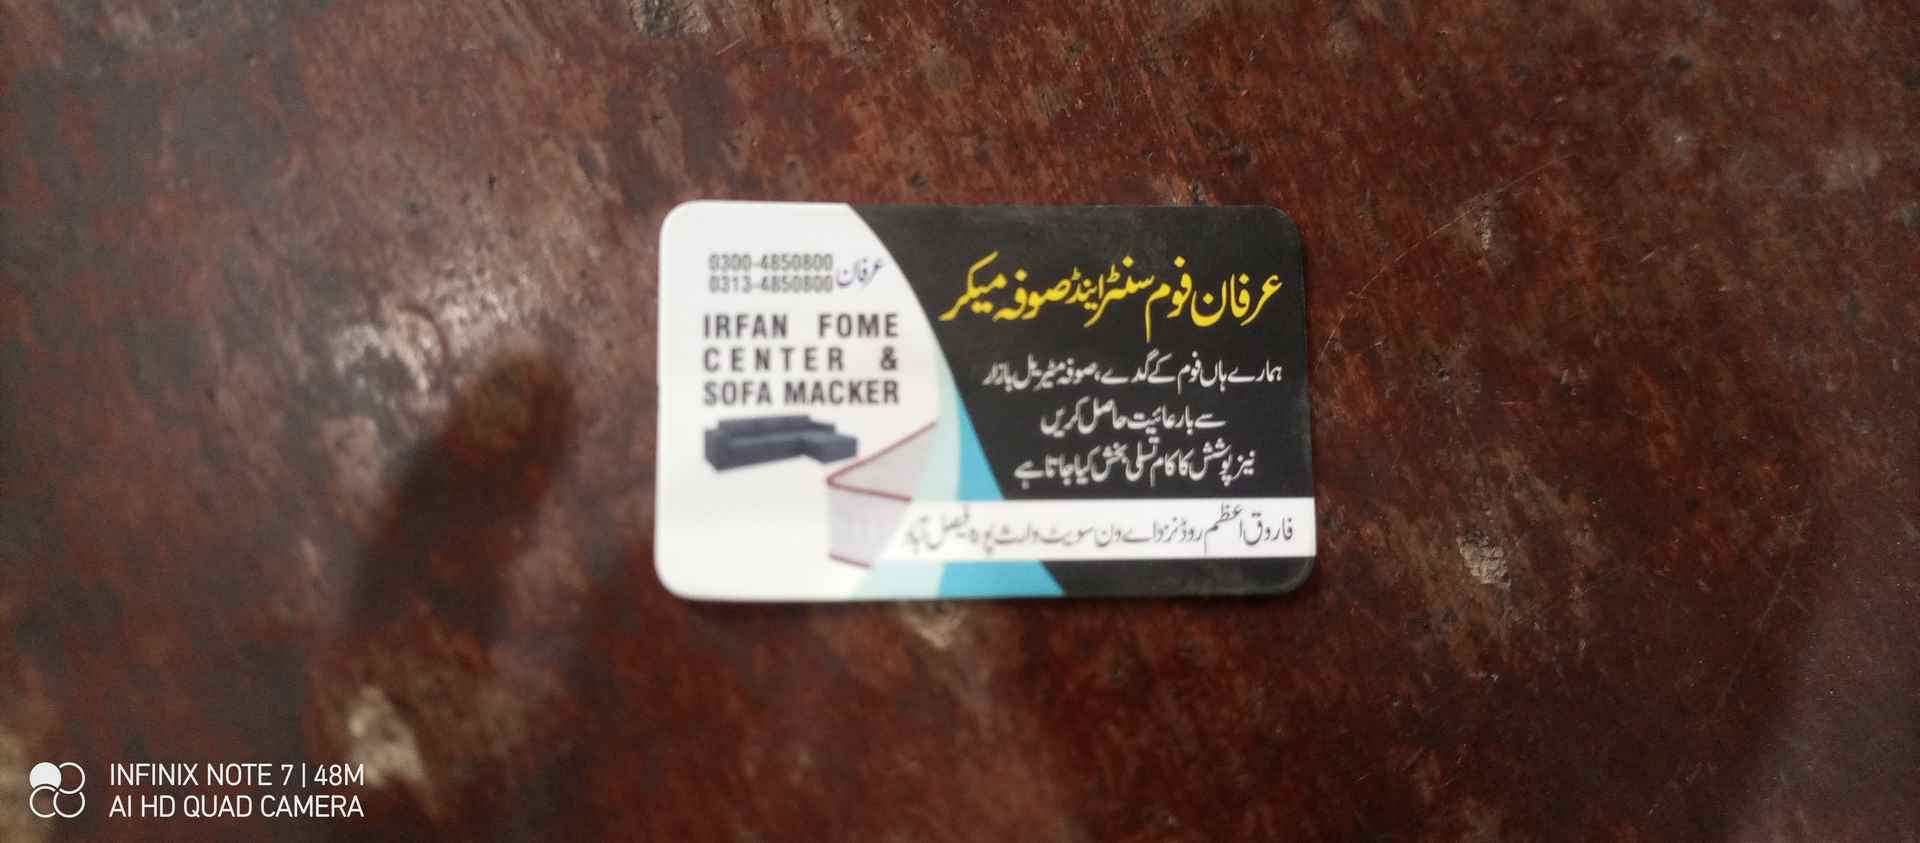 0300-4850800
0313-4850800
عرفان
IRFAN FOME
CENTER &
SOFA MACKER
عرفان فوم سنٹر اینڈ صوفہ میکر
ہمارے ہاں فوم کے گدے، صوفہ مٹیریل بازار
سے بارعائیت حاصل کریں
نیز پوشش کا کام تسلی بخش کیا جاتا ہے
فاروق اعظم روڈ نزد اے ون سویٹ وارث پورہ فیصل آباد
INFINIX NOTE 7 | 48M
AI HD QUAD CAMERA